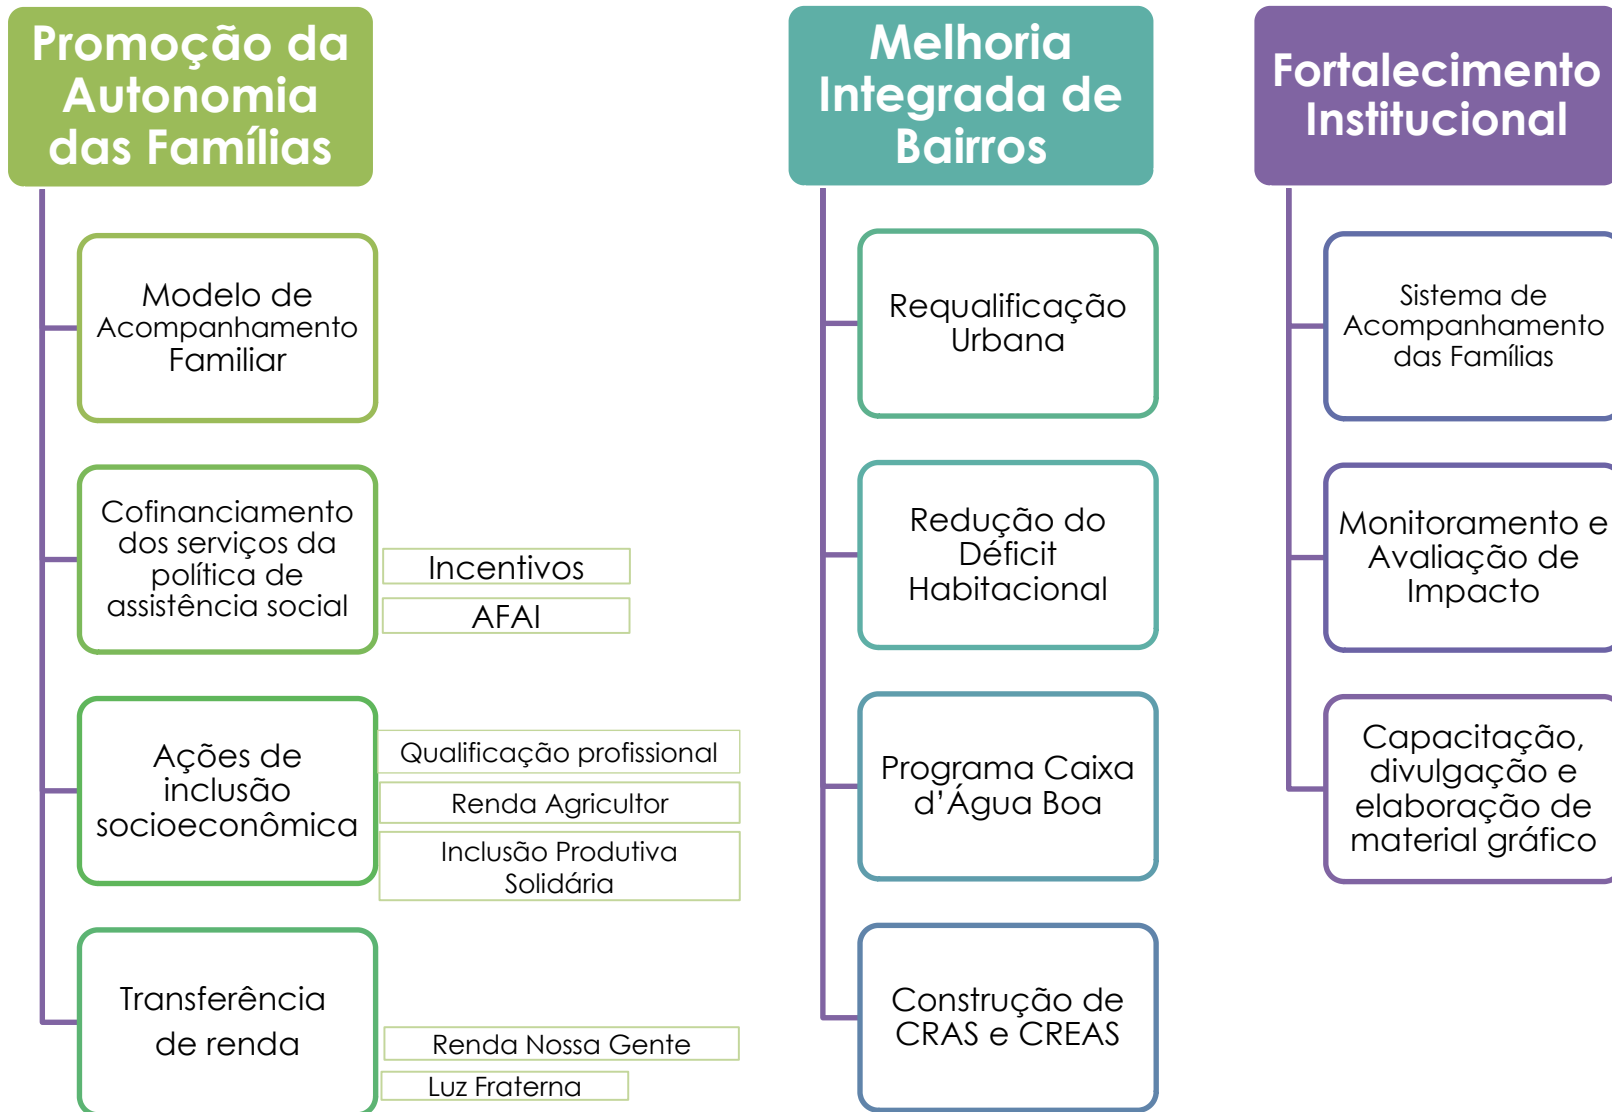 Promoção da
Autonomia
das Famílias
Modelo de
Acompanhamento
Familiar
Cofinanciamento
dos serviços da
política de
assistência social
Incentivos
AFAI
Ações de
inclusão
socioeconômica
Qualificação profissional
Renda Agricultor
Inclusão Produtiva
Solidária
Transferência
de renda
Renda Nossa Gente
Luz Fraterna
Melhoria
Integrada de
Bairros
Requalificação
Urbana
Redução do
Déficit
Habitacional
Programa Caixa
d’Água Boa
Construção de
CRAS e CREAS
Fortalecimento
Institucional
Sistema de
Acompanhamento
das Famílias
Monitoramento e
Avaliação de
Impacto
Capacitação,
divulgação e
elaboração de
material gráfico